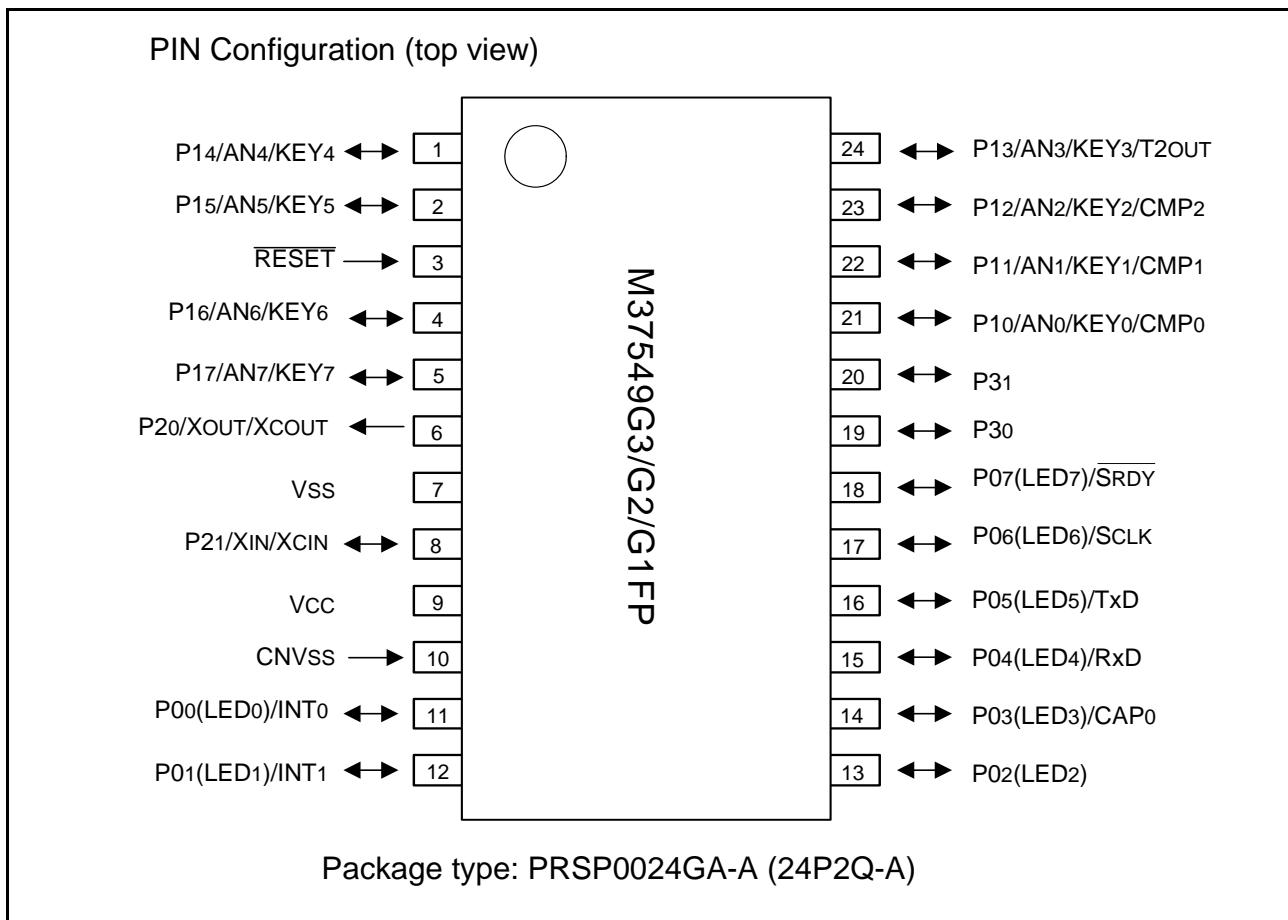 PIN Configuration (top view)
P14/AN4/KEY4 1
P15/AN5/KEY5 2
RESET 3
P16/AN6/KEY6 4
P17/AN7/KEY7 5
P20/XOUT/XCOUT 6
VSS 7
P21/XIN/XCIN 8
VCC 9
CNVSS 10
P00(LED0)/INT0 11
P01(LED1)/INT1 12
M37549G3/G2/G1FP
24 P13/AN3/KEY3/T2OUT
23 P12/AN2/KEY2/CMP2
22 P11/AN1/KEY1/CMP1
21 P10/AN0/KEY0/CMP0
20 P31
19 P30
18 P07(LED7)/SRDY
17 P06(LED6)/SCLK
16 P05(LED5)/TxD
15 P04(LED4)/RxD
14 P03(LED3)/CAP0
13 P02(LED2)
Package type: PRSP0024GA-A (24P2Q-A)